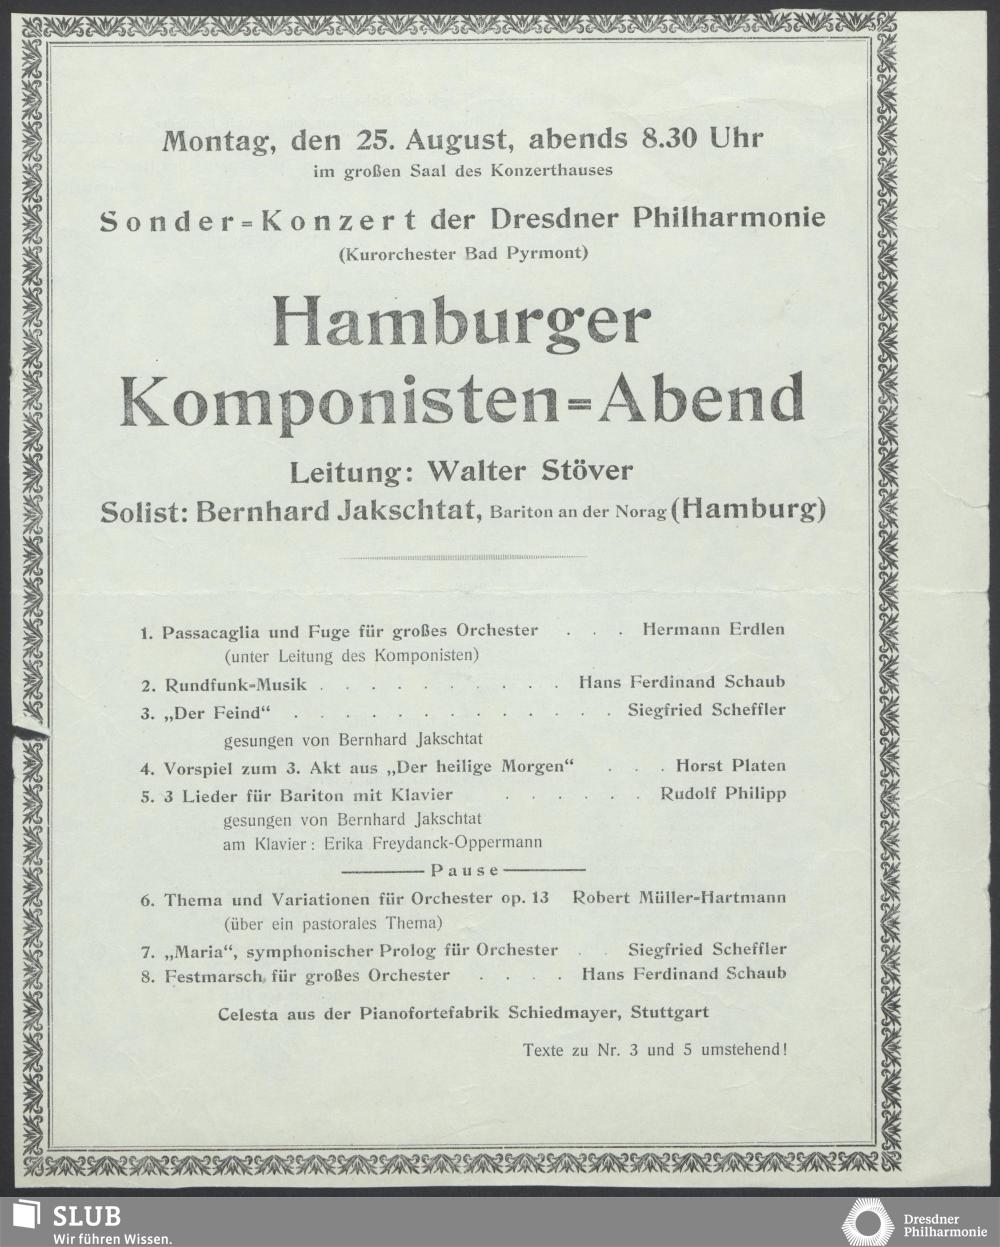 Montag, den 25. August, abends 8.30 Uhr
im großen Saal des Konzerthauses
Sonder=Konzert der Dresdner Philharmonie
(Kurorchester Bad Pyrmont)
Hamburger
Komponisten=Abend
Leitung: Walter Stöver
Solist: Bernhard Jakschtat, Bariton an der Norag (Hamburg)
1. Passacaglia und Fuge für großes Orchester . . . Hermann Erdlen
(unter Leitung des Komponisten)
2. Rundfunk=Musik . . . . . . . . . . Hans Ferdinand Schaub
3. „Der Feind“ . . . . . . . . . . . . . Siegfried Scheffler
gesungen von Bernhard Jakschtat
4. Vorspiel zum 3. Akt aus „Der heilige Morgen“ . . . Horst Platen
5. 3 Lieder für Bariton mit Klavier . . . . . . Rudolf Philipp
gesungen von Bernhard Jakschtat
am Klavier: Erika Freydanck-Oppermann
Pause
6. Thema und Variationen für Orchester op. 13 Robert Müller=Hartmann
(über ein pastorales Thema)
7. „Maria“, symphonischer Prolog für Orchester . . Siegfried Scheffler
8. Festmarsch für großes Orchester . . . . Hans Ferdinand Schaub
Celesta aus der Pianofortefabrik Schiedmayer, Stuttgart
Texte zu Nr. 3 und 5 umstehend!
SLUB
Wir führen Wissen.
Dresdner
Philharmonie